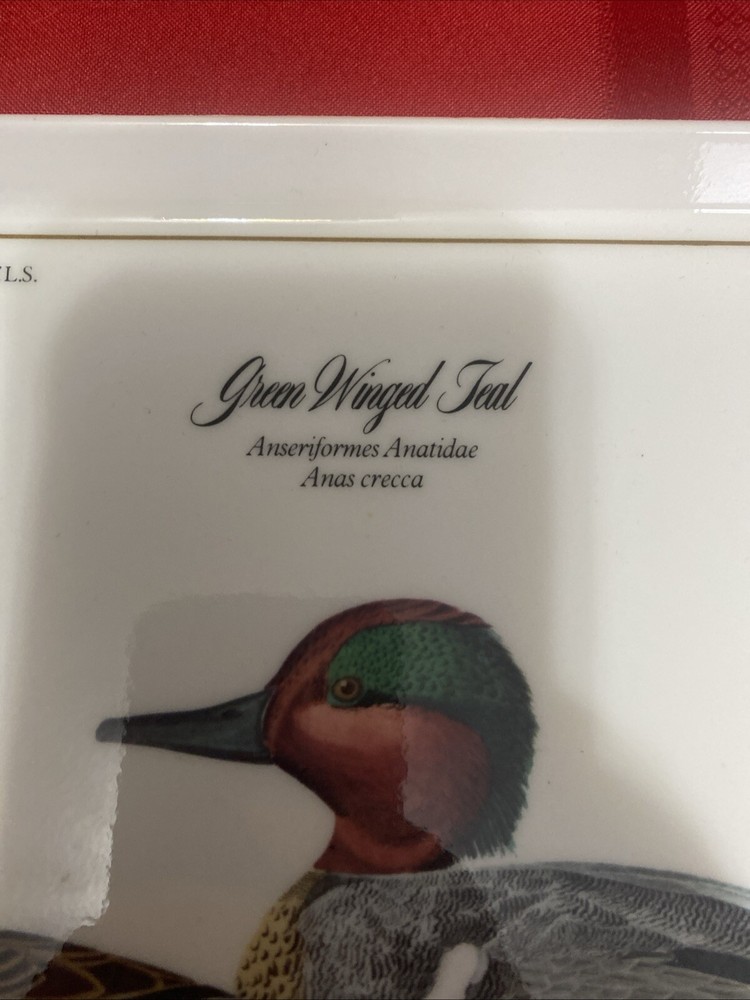 L.S.
Green Winged Teal
Anseriformes Anatidae
Anas crecca